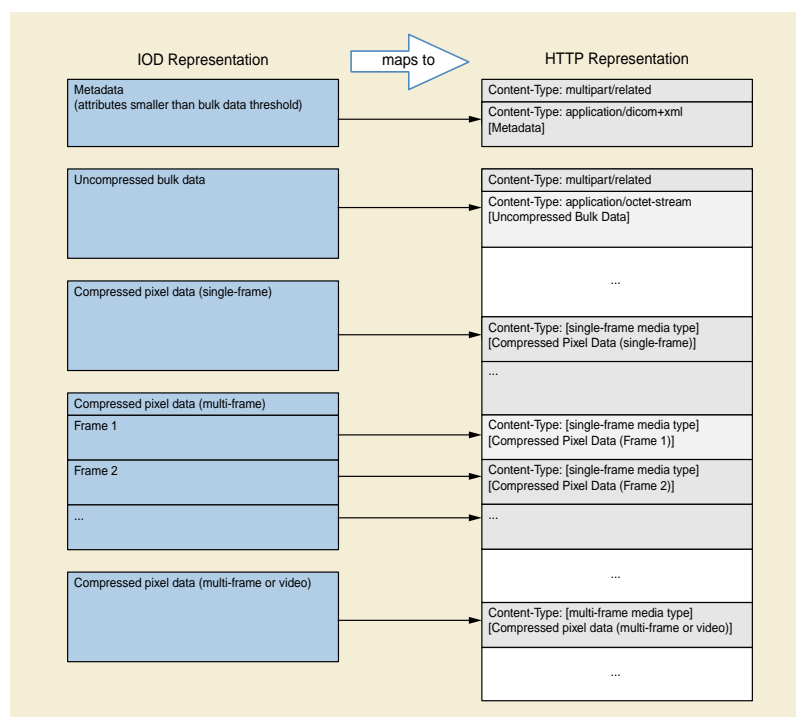 IOD Representation
maps to
HTTP Representation
Metadata
(attributes smaller than bulk data threshold)
Content-Type: multipart/related
Content-Type: application/dicom+xml
[Metadata]
Uncompressed bulk data
Content-Type: multipart/related
Content-Type: application/octet-stream
[Uncompressed Bulk Data]
...
Compressed pixel data (single-frame)
Content-Type: [single-frame media type]
[Compressed Pixel Data (single-frame)]
...
Compressed pixel data (multi-frame)
Frame 1
Content-Type: [single-frame media type]
[Compressed Pixel Data (Frame 1)]
Frame 2
Content-Type: [single-frame media type]
[Compressed Pixel Data (Frame 2)]
...
...
...
Compressed pixel data (multi-frame or video)
Content-Type: [multi-frame media type]
[Compressed pixel data (multi-frame or video)]
...